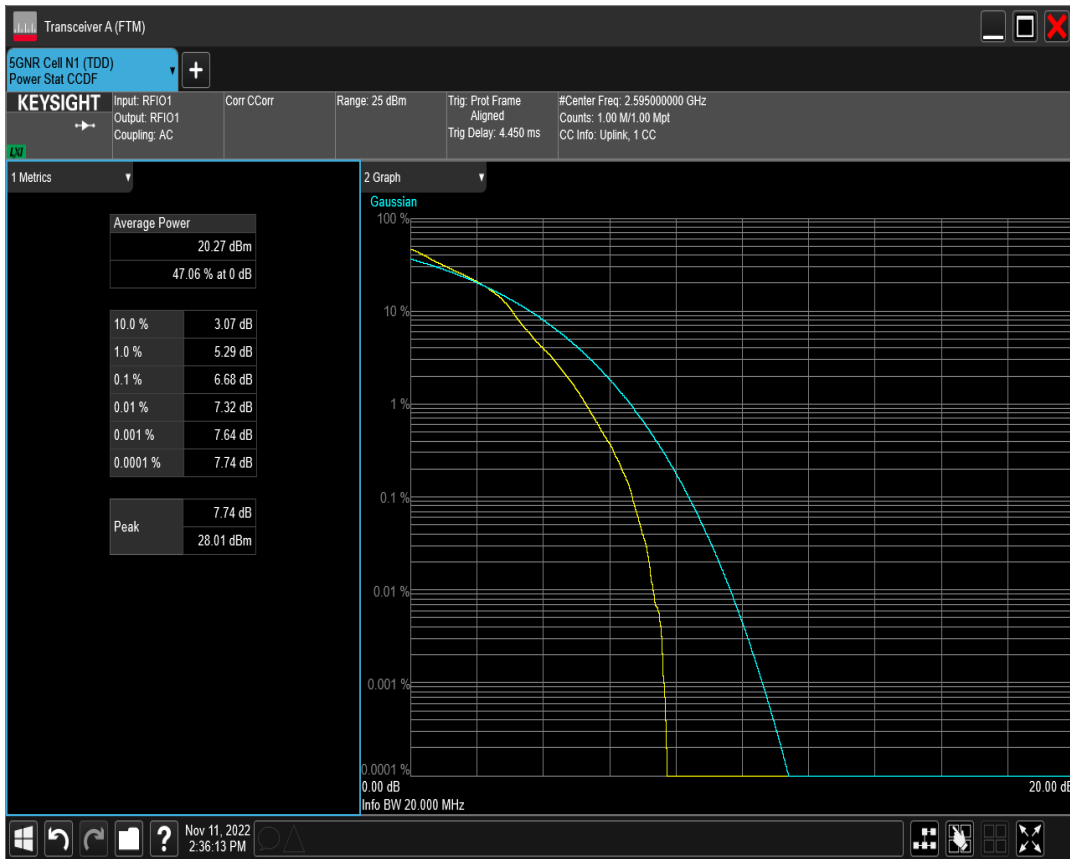 Transceiver A (FTM)
5GNR Cell N1 (TDD)
Power Stat CCDF
KEYSIGHT
LXI
Input: RFIO1
Output: RFIO1
Coupling: AC
Corr CCorr
Range: 25 dBm
Trig: Prot Frame
Aligned
Trig Delay: 4.450 ms
#Center Freq: 2.595000000 GHz
Counts: 1.00 M/1.00 Mpt
CC Info: Uplink, 1 CC
1 Metrics
Average Power
20.27 dBm
47.06 % at 0 dB
10.0 % 3.07 dB
1.0 % 5.29 dB
0.1 % 6.68 dB
0.01 % 7.32 dB
0.001 % 7.64 dB
0.0001 % 7.74 dB
Peak
7.74 dB
28.01 dBm
2 Graph
Gaussian
100 %
10 %
1 %
0.1 %
0.01 %
0.001 %
0.0001 %
0.00 dB 20.00 dB
Info BW 20.000 MHz
?
Nov 11, 2022
2:36:13 PM